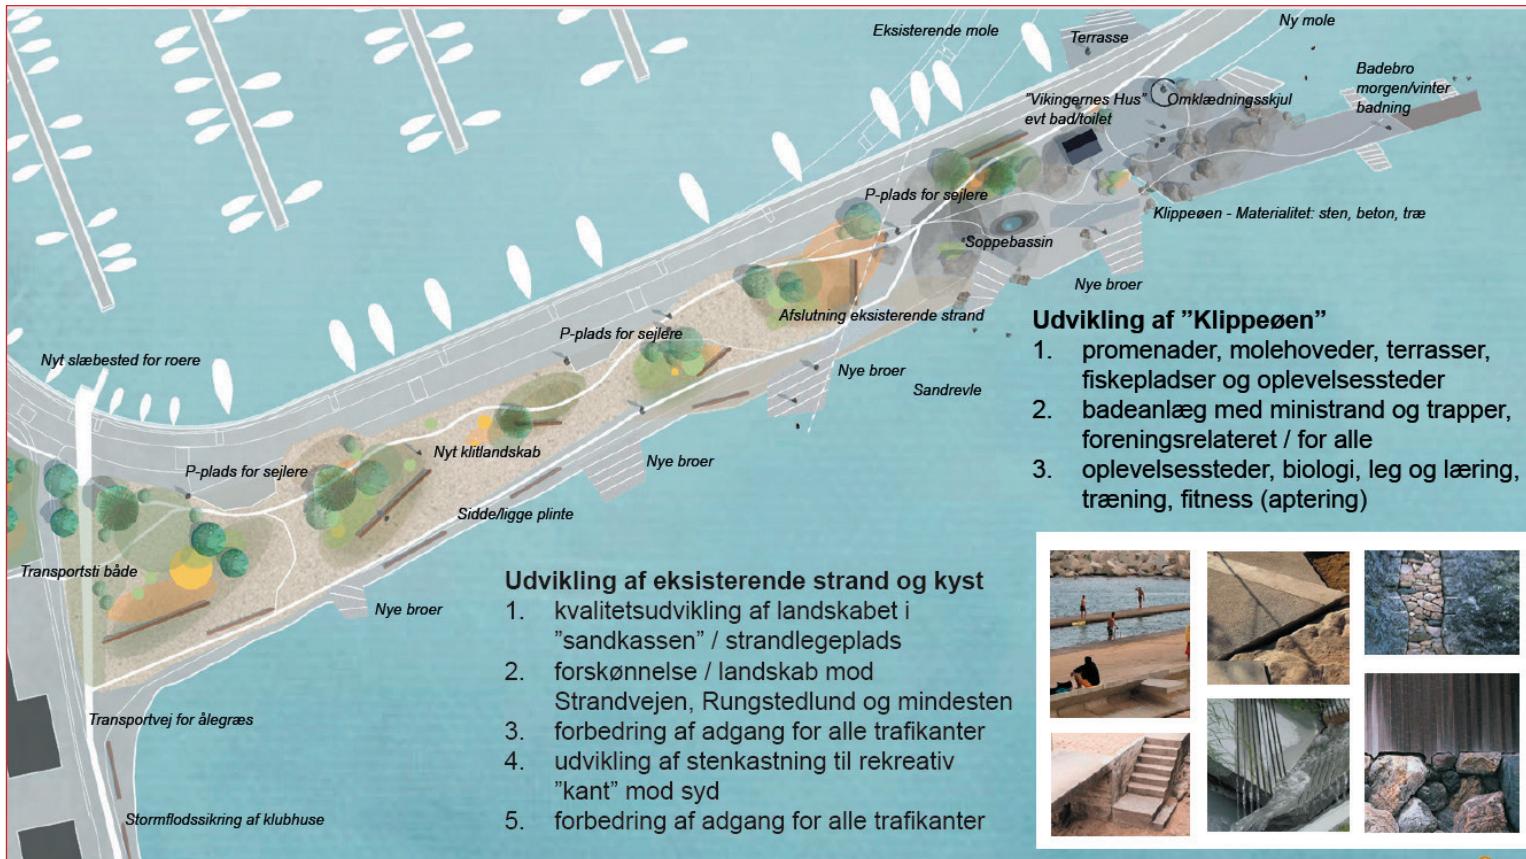 Eksisterende mole
Terrasse
Ny mole
Badebro
morgen/vinter
badning
"Vikingernes Hus"
evt bad/toilet
Omklædningsskjul
P-plads for sejlere
Klippeøen - Materialitet: sten, beton, træ
Soppebassin
Nye broer
Afslutning eksisterende strand
P-plads for sejlere
Nyt slæbested for roere
Nye broer
Sandrevle
Nyt klitlandskab
Nye broer
P-plads for sejlere
Sidde/ligge plinte
Transportsti både
Nye broer
Transportvej for ålegræs
Stormflodssikring af klubhuse
Udvikling af ”Klippeøen”
1. promenader, molehoveder, terrasser,
fiskepladser og oplevelsessteder
2. badeanlæg med ministrand og trapper,
foreningsrelateret / for alle
3. oplevelsessteder, biologi, leg og læring,
træning, fitness (aptering)
Udvikling af eksisterende strand og kyst
1. kvalitetsudvikling af landskabet i
”sandkassen” / strandlegeplads
2. forskønnelse / landskab mod
Strandvejen, Rungstedlund og mindesten
3. forbedring af adgang for alle trafikanter
4. udvikling af stenkastning til rekreativ
”kant” mod syd
5. forbedring af adgang for alle trafikanter